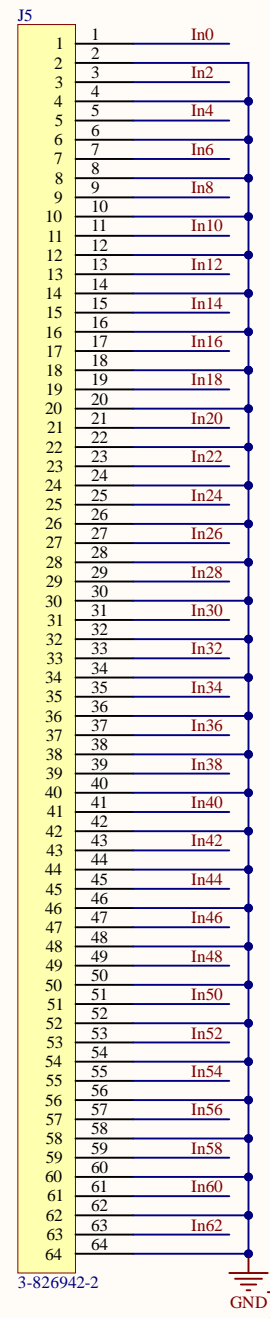 J5
1 1 In0
2 2
3 3 In2
4 4
5 5 In4
6 6
7 7 In6
8 8
9 9 In8
10 10
11 11 In10
12 12
13 13 In12
14 14
15 15 In14
16 16
17 17 In16
18 18
19 19 In18
20 20
21 21 In20
22 22
23 23 In22
24 24
25 25 In24
26 26
27 27 In26
28 28
29 29 In28
30 30
31 31 In30
32 32
33 33 In32
34 34
35 35 In34
36 36
37 37 In36
38 38
39 39 In38
40 40
41 41 In40
42 42
43 43 In42
44 44
45 45 In44
46 46
47 47 In46
48 48
49 49 In48
50 50
51 51 In50
52 52
53 53 In52
54 54
55 55 In54
56 56
57 57 In56
58 58
59 59 In58
60 60
61 61 In60
62 62
63 63 In62
64 64
3-826942-2
GND